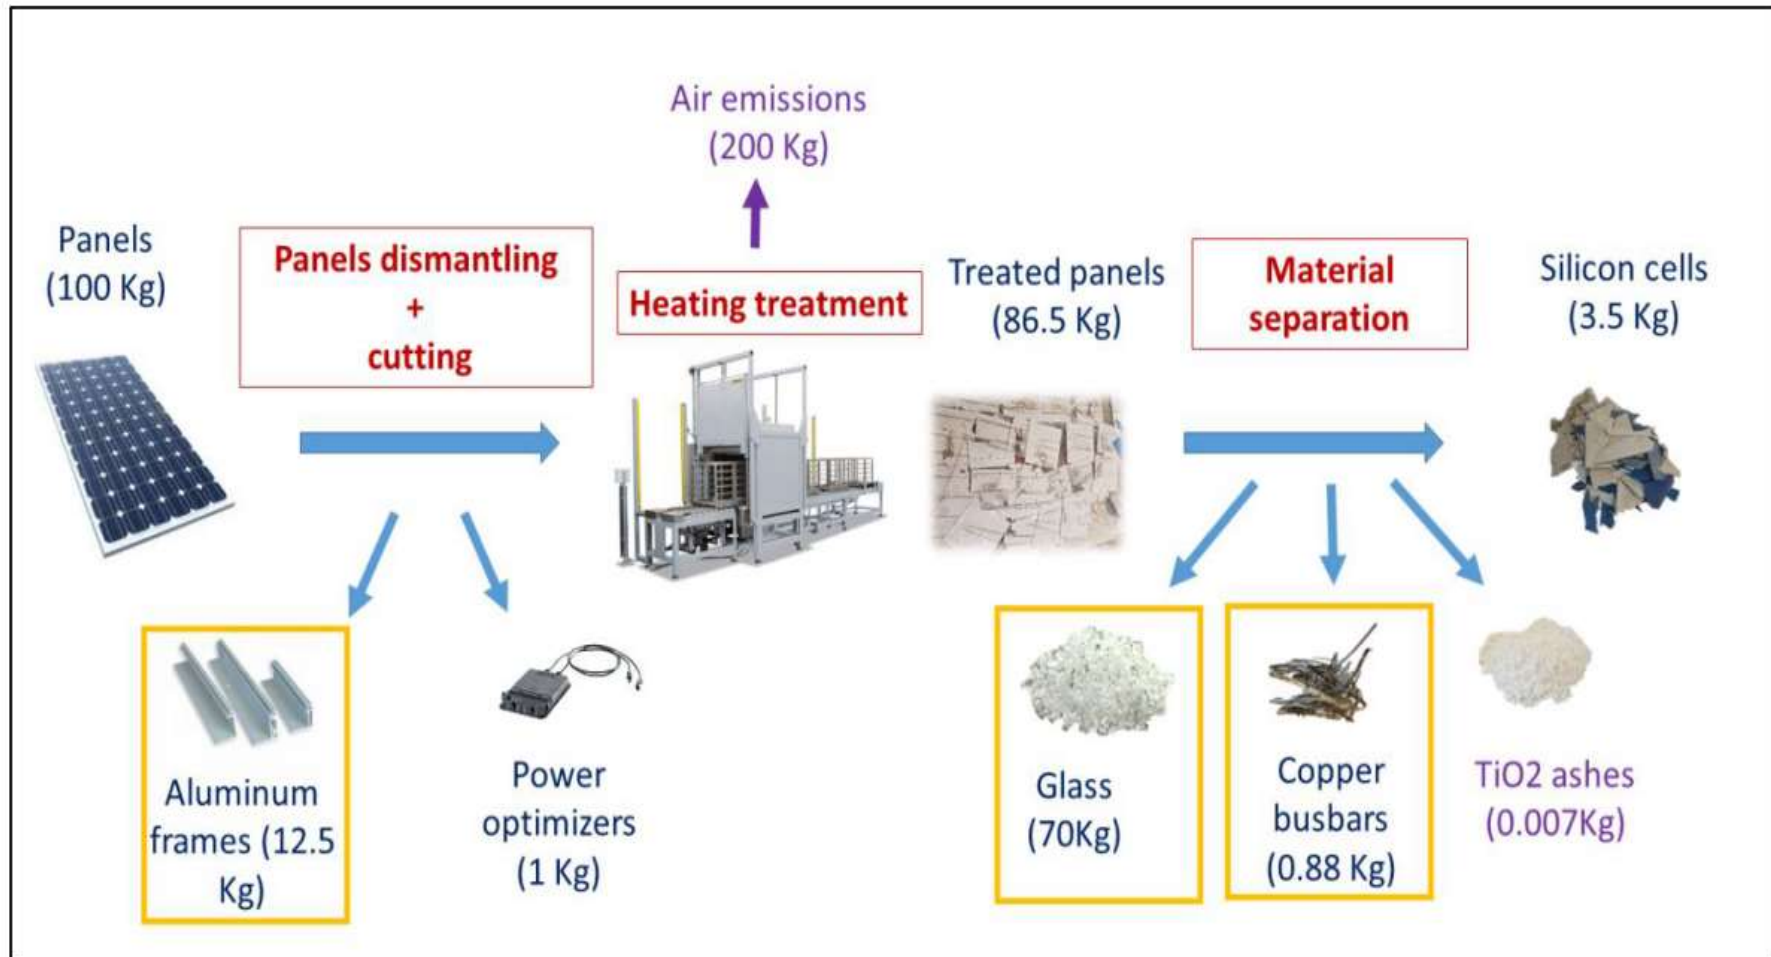 Air emissions
(200 Kg)
Panels
(100 Kg)
Panels dismantling
+
cutting
Heating treatment
Treated panels
(86.5 Kg)
Material
separation
Silicon cells
(3.5 Kg)
Aluminum
frames (12.5
Kg)
Power
optimizers
(1 Kg)
Glass
(70Kg)
Copper
busbars
(0.88 Kg)
TiO2 ashes
(0.007Kg)